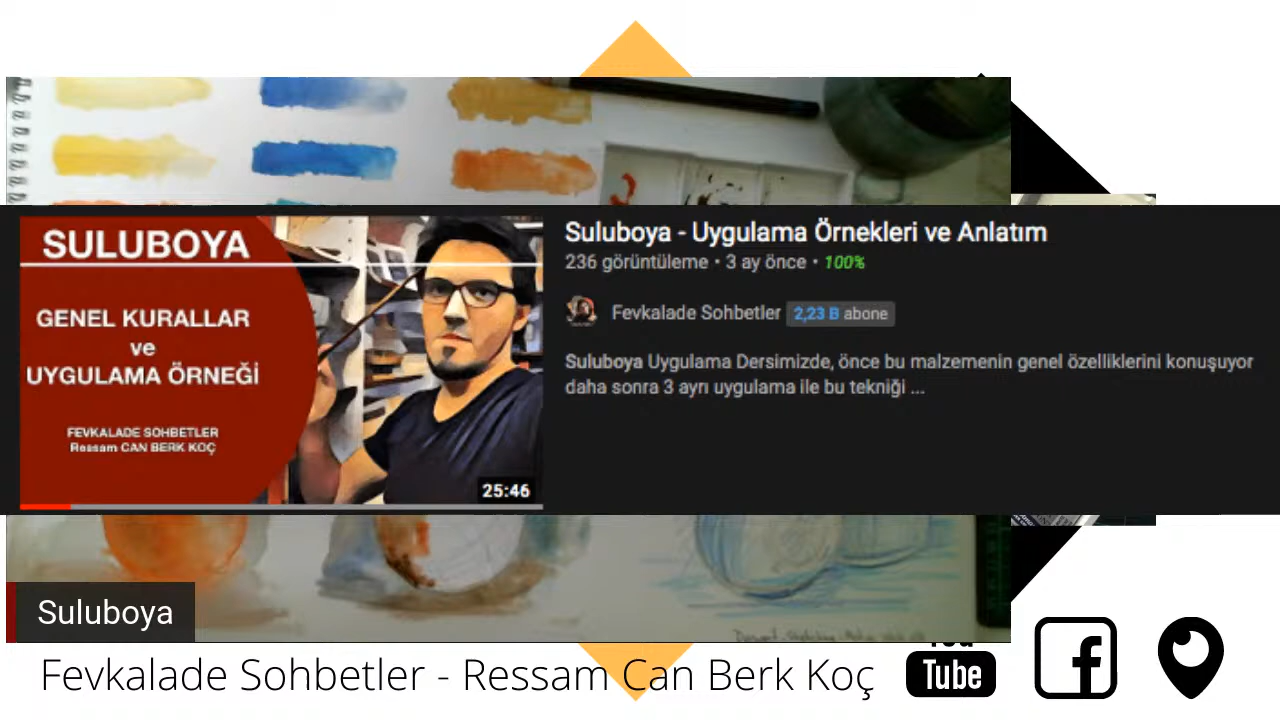 SULUBOYA
GENEL KURALLAR
ve
UYGULAMA ÖRNEĞİ
FEVKALADE SOHBETLER
Ressam CAN BERK KOÇ
25:46
Suluboya - Uygulama Örnekleri ve Anlatım
236 görüntüleme • 3 ay önce • 100%
Fevkalade Sohbetler 2,23 B abone
Suluboya Uygulama Dersimizde, önce bu malzemenin genel özelliklerini konuşuyor
daha sonra 3 ayrı uygulama ile bu tekniği ...
Suluboya
Fevkalade Sohbetler - Ressam Can Berk Koç
You
Tube